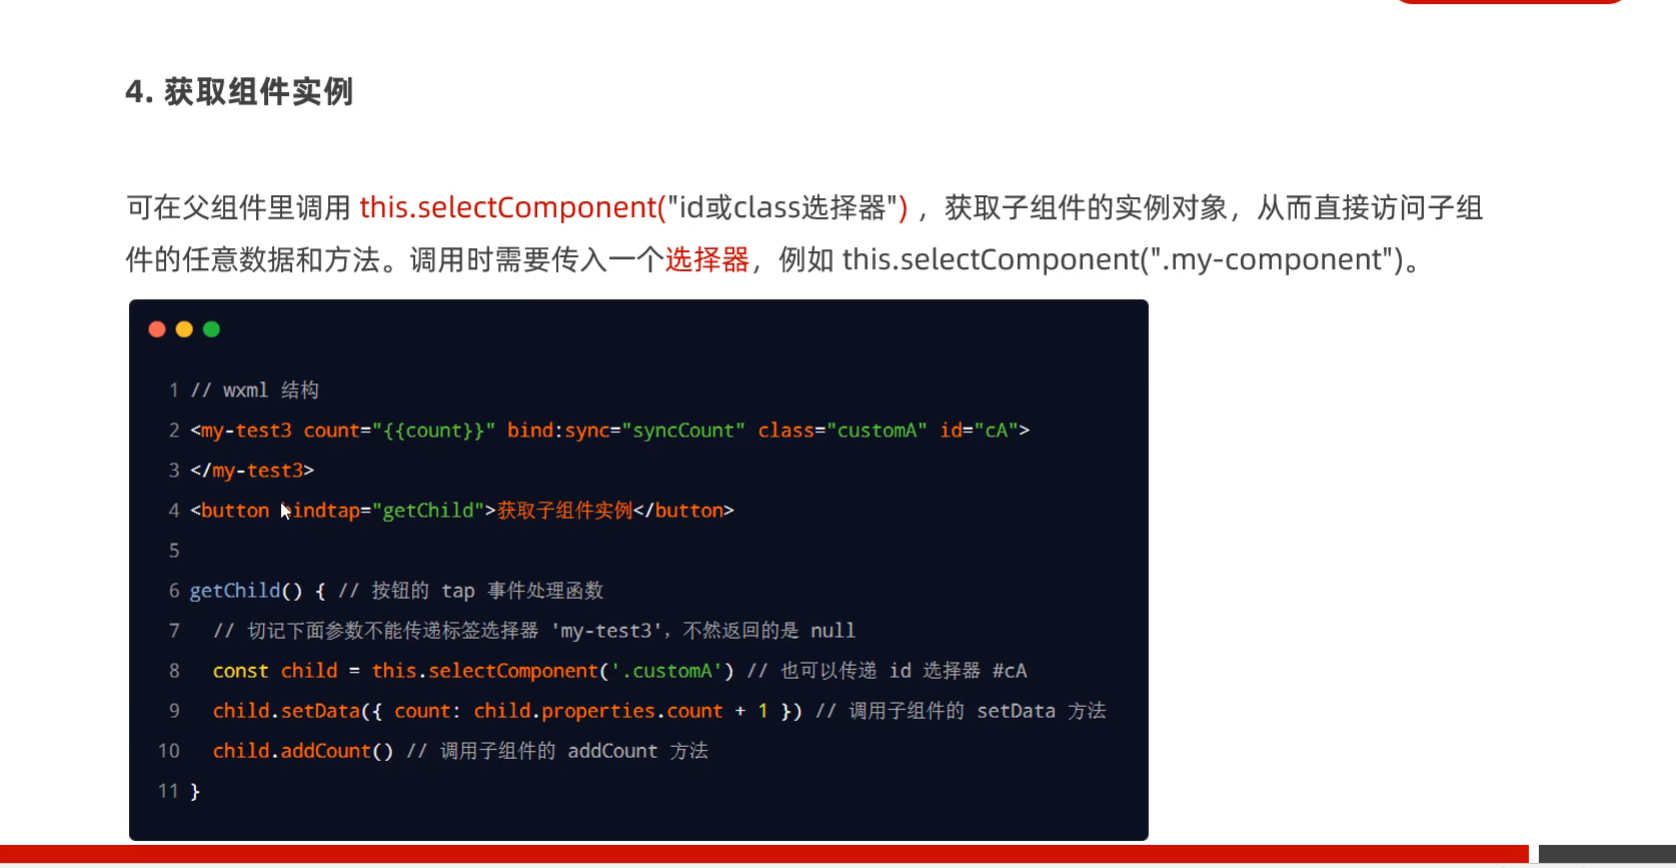 4. 获取组件实例
可在父组件里调用 this.selectComponent("id或class选择器") ，获取子组件的实例对象，从而直接访问子组
件的任意数据和方法。调用时需要传入一个选择器，例如 this.selectComponent(".my-component")。
1 // wxml 结构
2 <my-test3 count="{{count}}" bind:sync="syncCount" class="customA" id="cA">
3 </my-test3>
4 <button bindtap="getChild">获取子组件实例</button>
5
6 getChild() { // 按钮的 tap 事件处理函数
7   // 切记下面参数不能传递标签选择器 'my-test3'，不然返回的是 null
8   const child = this.selectComponent('.customA') // 也可以传递 id 选择器 #cA
9   child.setData({ count: child.properties.count + 1 }) // 调用子组件的 setData 方法
10   child.addCount() // 调用子组件的 addCount 方法
11 }